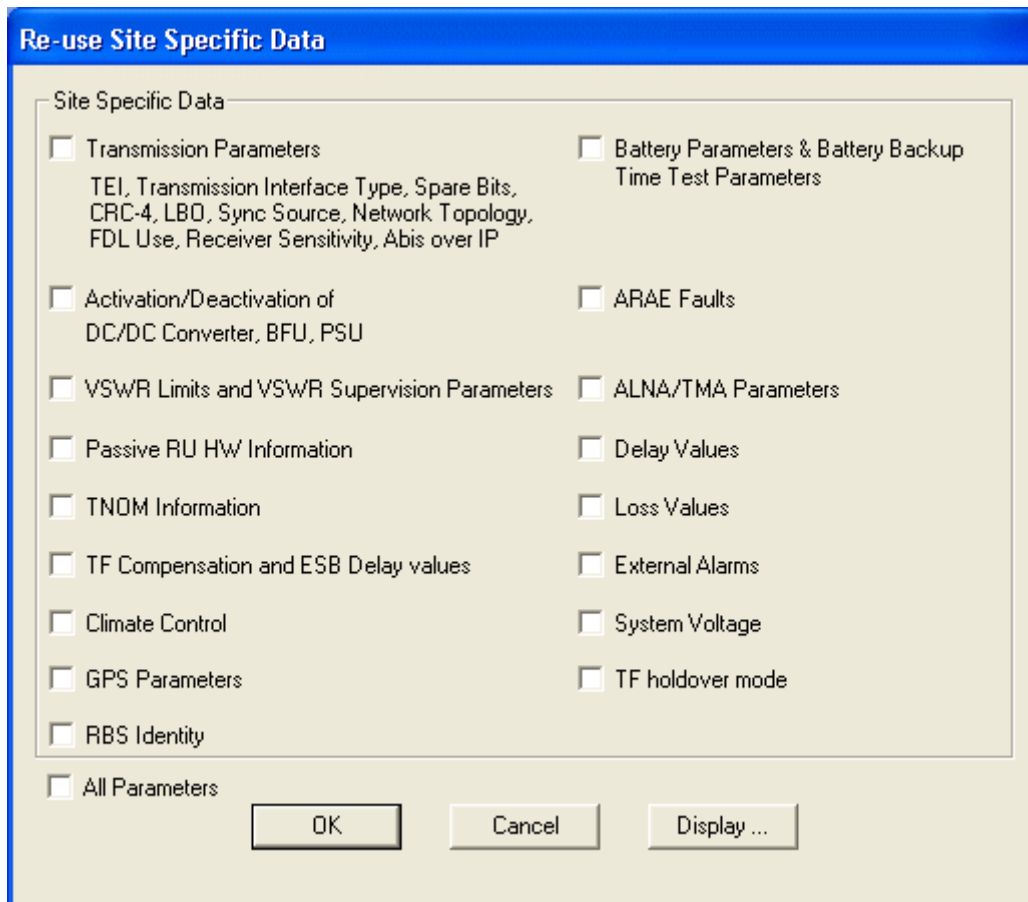 Re-use Site Specific Data
Site Specific Data
Transmission Parameters
TEI, Transmission Interface Type, Spare Bits,
CRC-4, LBO, Sync Source, Network Topology,
FDL Use, Receiver Sensitivity, Abis over IP
Battery Parameters & Battery Backup
Time Test Parameters
Activation/Deactivation of
DC/DC Converter, BFU, PSU
ARAE Faults
VSWR Limits and VSWR Supervision Parameters
ALNA/TMA Parameters
Passive RU HW Information
Delay Values
TNOM Information
Loss Values
TF Compensation and ESB Delay values
External Alarms
Climate Control
System Voltage
GPS Parameters
TF holdover mode
RBS Identity
All Parameters
OK
Cancel
Display ...